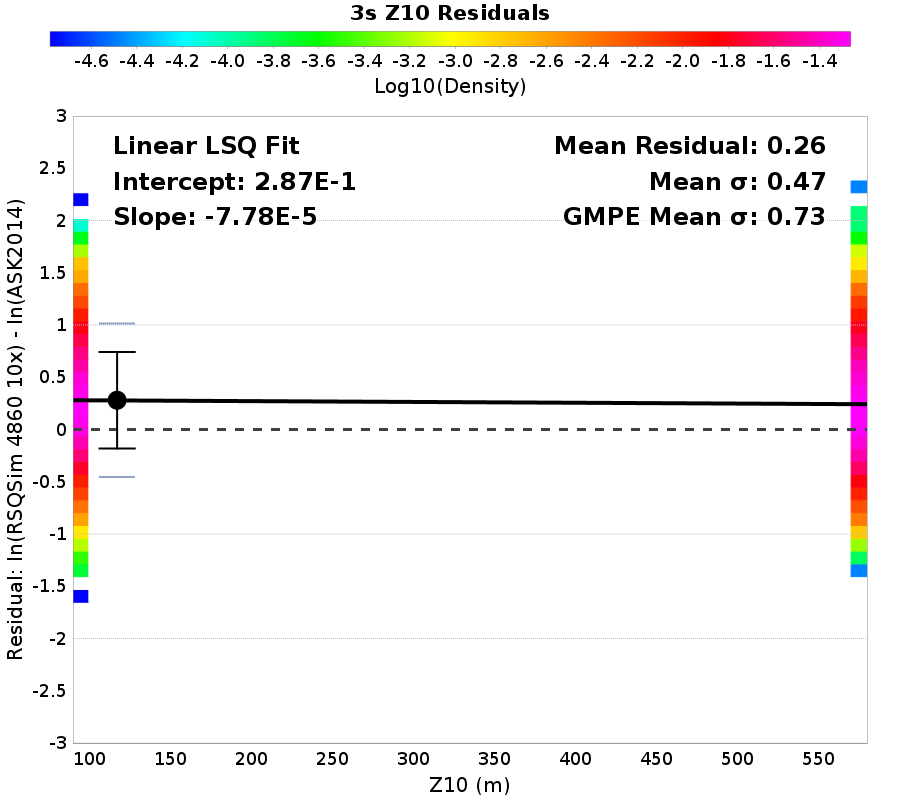 3s Z10 Residuals
-4.6 -4.4 -4.2 -4.0 -3.8 -3.6 -3.4 -3.2 -3.0 -2.8 -2.6 -2.4 -2.2 -2.0 -1.8 -1.6 -1.4
Log10(Density)
Linear LSQ Fit
Intercept: 2.87E-1
Slope: -7.78E-5
Mean Residual: 0.26
Mean σ: 0.47
GMPE Mean σ: 0.73
Residual: ln(RSQSim 4860 10x) - ln(ASK2014)
3
2.5
2
1.5
1
0.5
0
-0.5
-1
-1.5
-2
-2.5
-3
100 150 200 250 300 350 400 450 500 550
Z10 (m)